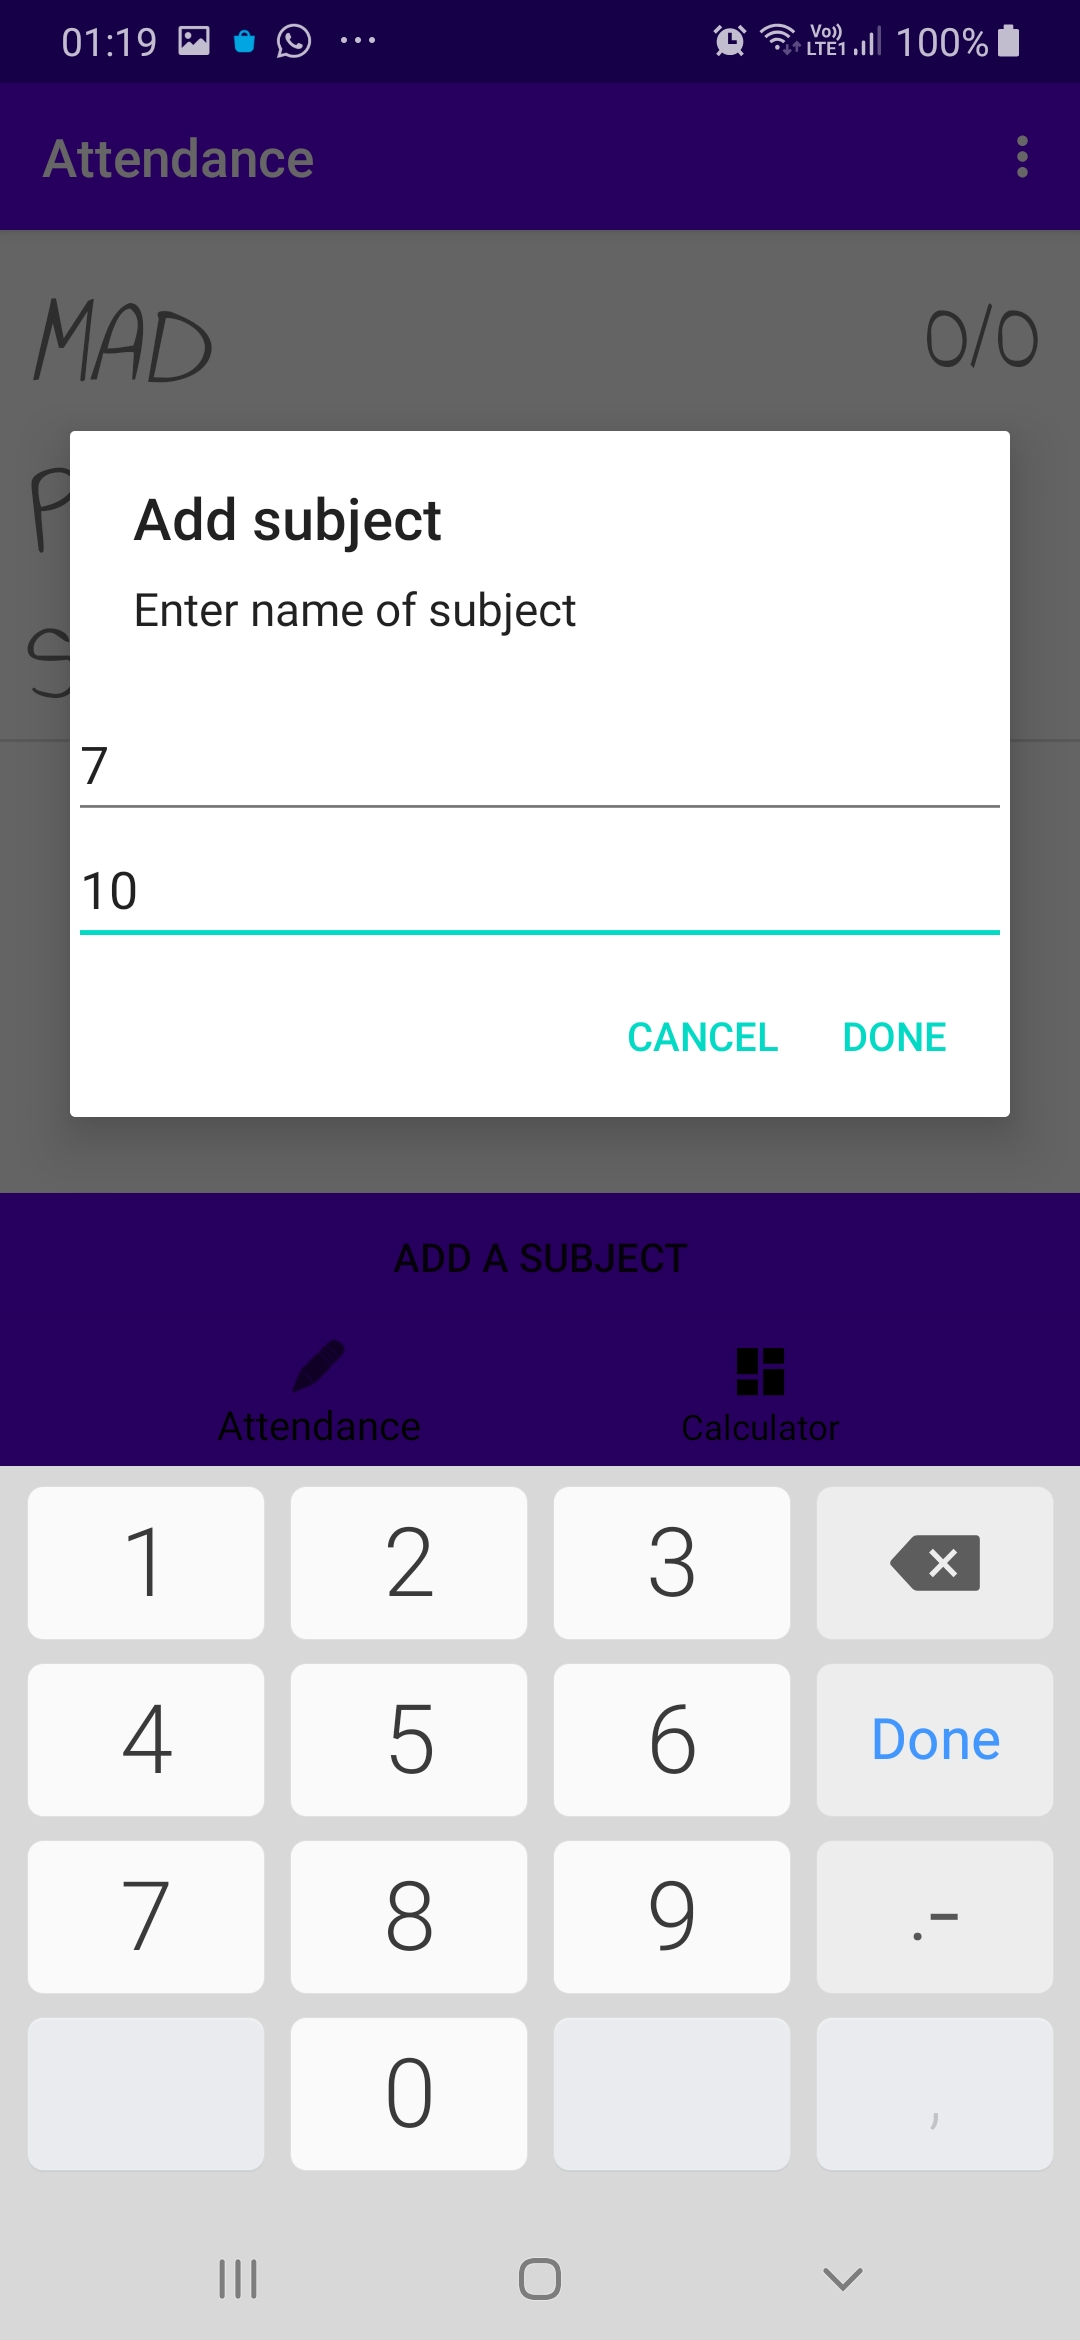 01:19 Vo)) LTE1 100%
Attendance
MAD 0/0
P
S
Add subject
Enter name of subject
7
10
CANCEL DONE
ADD A SUBJECT
Attendance Calculator
1 2 3
4 5 6 Done
7 8 9 .-
0 ,